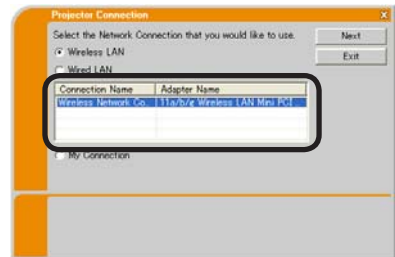 Projector Connection
X
Select the Network Connection that you would like to use.
Next
Wireless LAN
Exit
Wired LAN
Connection Name Adapter Name
Wireless Network Co.. 11a/b/g Wireless LAN Mini PCI
My Connection